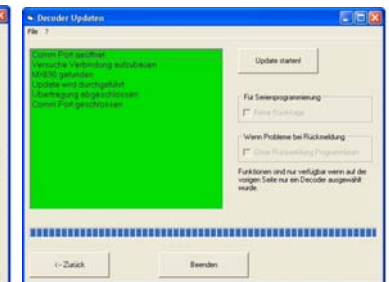 Decoder Updaten
File ?
Comm Port geöffnet
Versuche Verbindung aufzubauen
MX690 gefunden
Update wird durchgeführt
Übertragung abgeschlossen
Comm Port geschlossen
Update starten!
Für Serienprogrammierung
Keine Rückfrage
Wenn Probleme bei Rückmeldung
Ohne Rückmeldung Programmieren
Funktionen sind nur verfügbar wenn auf der
vorigen Seite nur ein Decoder ausgewählt
wurde.
<- Zurück
Beenden